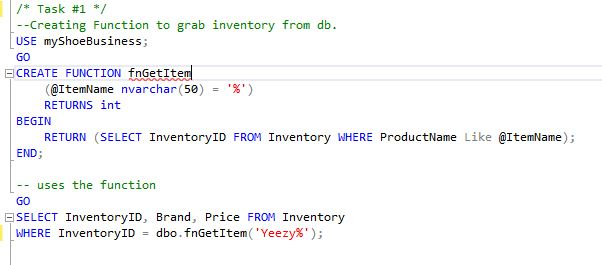 /* Task #1 */
--Creating Function to grab inventory from db.
USE myShoeBusiness;
GO
CREATE FUNCTION fnGetItem
(@ItemName nvarchar(50) = '%')
RETURNS int
BEGIN
RETURN (SELECT InventoryID FROM Inventory WHERE ProductName Like @ItemName);
END;
-- uses the function
GO
SELECT InventoryID, Brand, Price FROM Inventory
WHERE InventoryID = dbo.fnGetItem('Yeezy%');